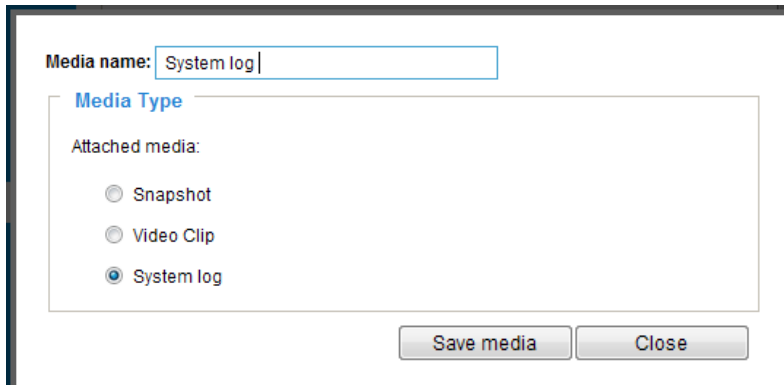 Media name: System log
Media Type
Attached media:
Snapshot
Video Clip
System log
Save media Close